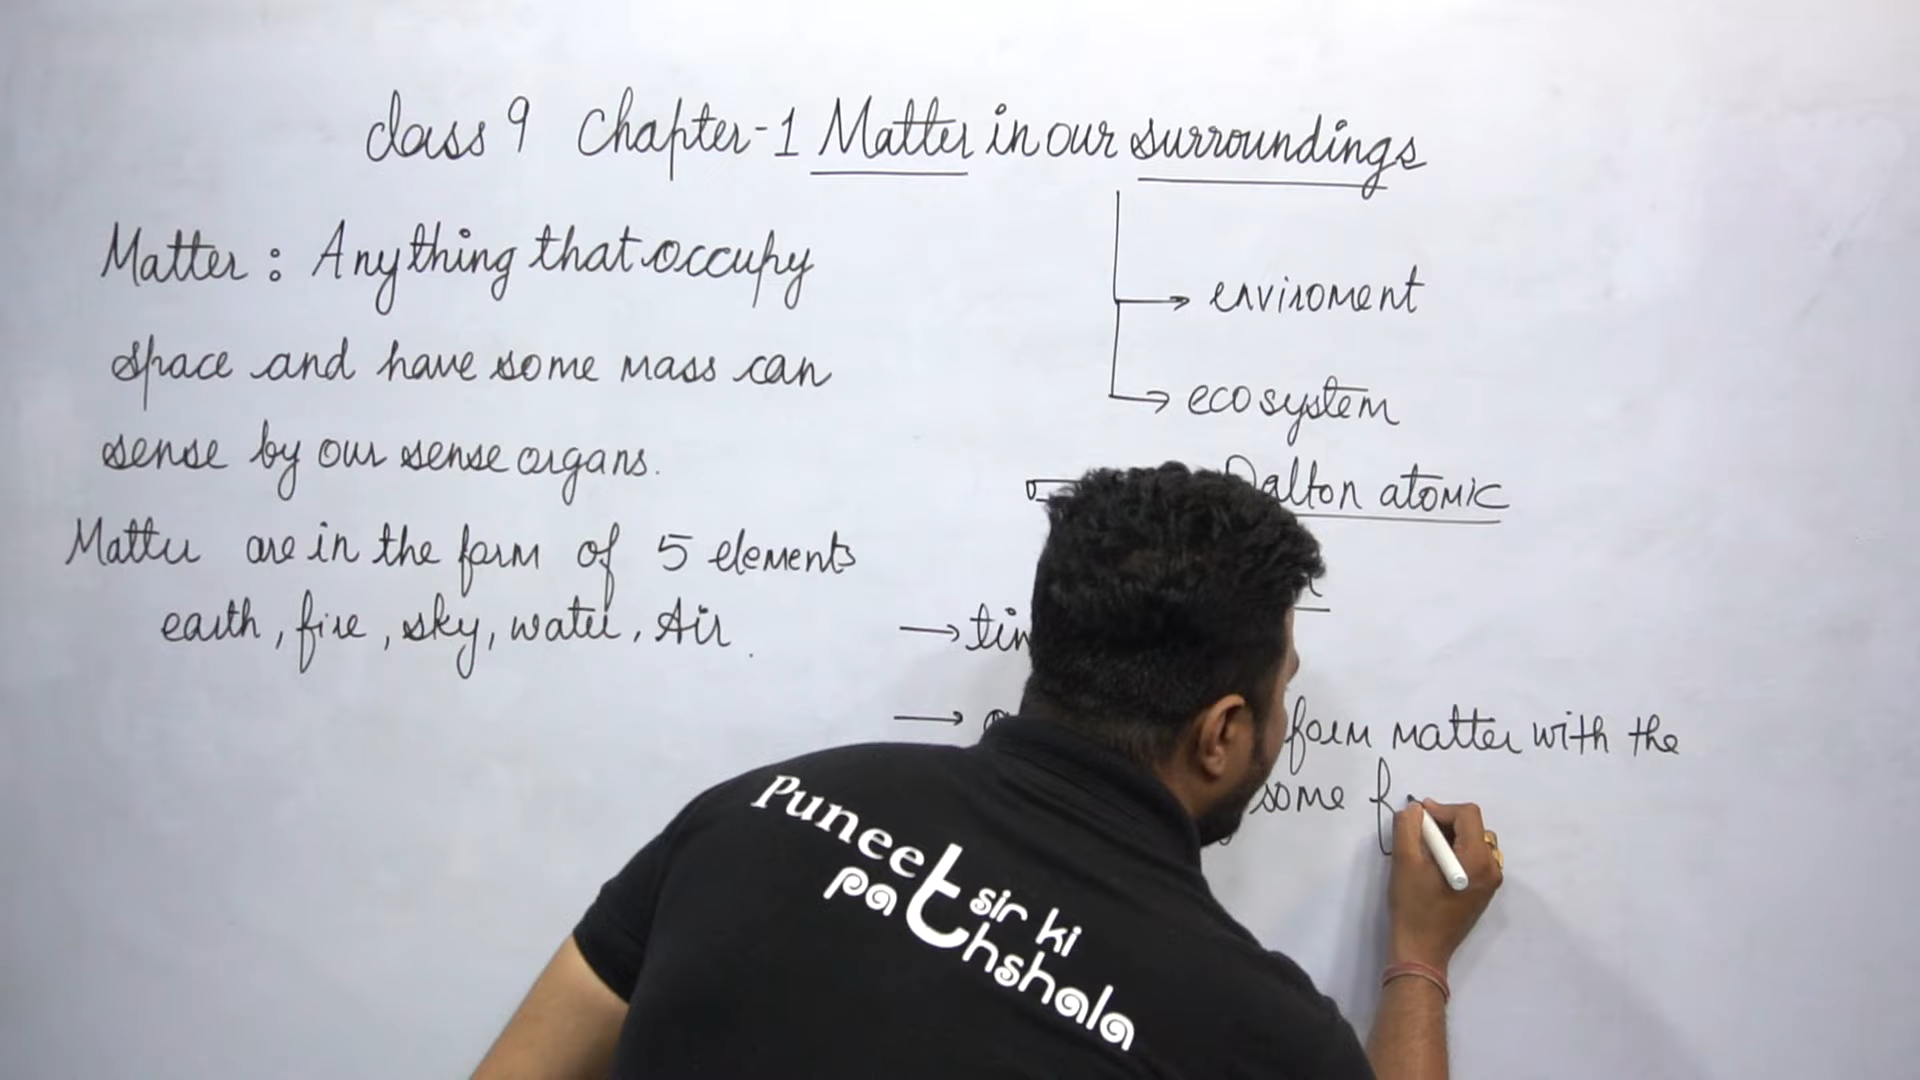 class 9 Chapter-1 Matter in our surroundings
Matter : Anything that occupy
space and have some mass can
sense by our sense organs.
Matter are in the form of 5 elements
earth, fire, sky, water, Air.
→ enviroment
→ ecosystem
Dalton atomic
→
→ form matter with the
some
Puneet sir ki
pathshala